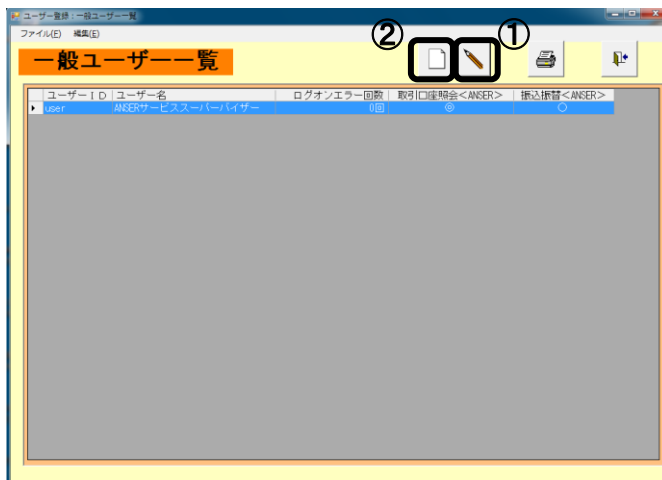 ユーザー登録：一般ユーザー一覧
ファイル(F) 編集(E)
② ①
一般ユーザー一覧
ユーザーＩＤ ユーザー名 ログオンエラー回数 取引口座照会<ANSER> 振込振替<ANSER>
user ANSERサービススーパーバイザー 0回 ◎ ○